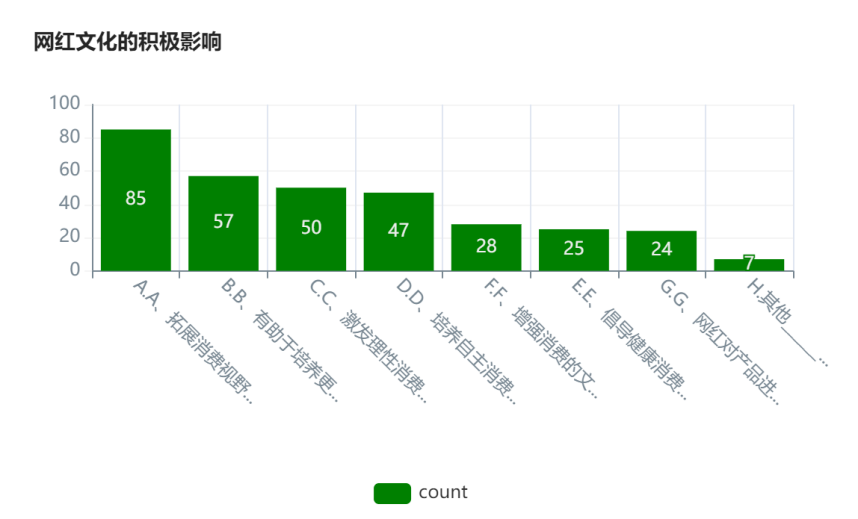 网红文化的积极影响
100
80
60
40
20
0
85
57
50
47
28
25
24
7
A.A、拓展消费视野...
B.B、有助于培养更...
C.C、激发理性消费...
D.D、培养自主消费...
F.F、增强消费的文...
E.E、倡导健康消费...
G.G、网红对产品进...
H.其他______...
count